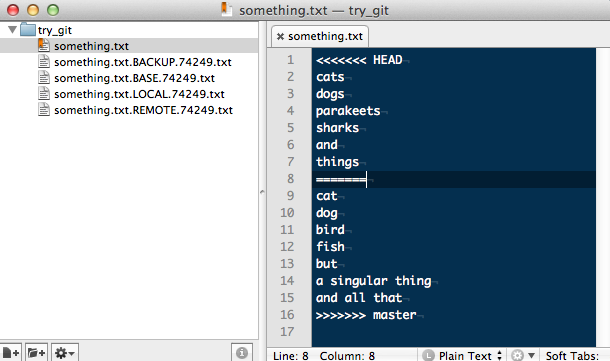 something.txt — try_git
try_git
something.txt
something.txt.BACKUP.74249.txt
something.txt.BASE.74249.txt
something.txt.LOCAL.74249.txt
something.txt.REMOTE.74249.txt
× something.txt
1 <<<<<<< HEAD¬
2 cats¬
3 dogs¬
4 parakeets¬
5 sharks¬
6 and¬
7 things¬
8 =======¬
9 cat¬
10 dog¬
11 bird¬
12 fish¬
13 but¬
14 a singular thing¬
15 and all that¬
16 >>>>>>> master¬
17
Line: 8 Column: 8 L Plain Text Soft Tabs: